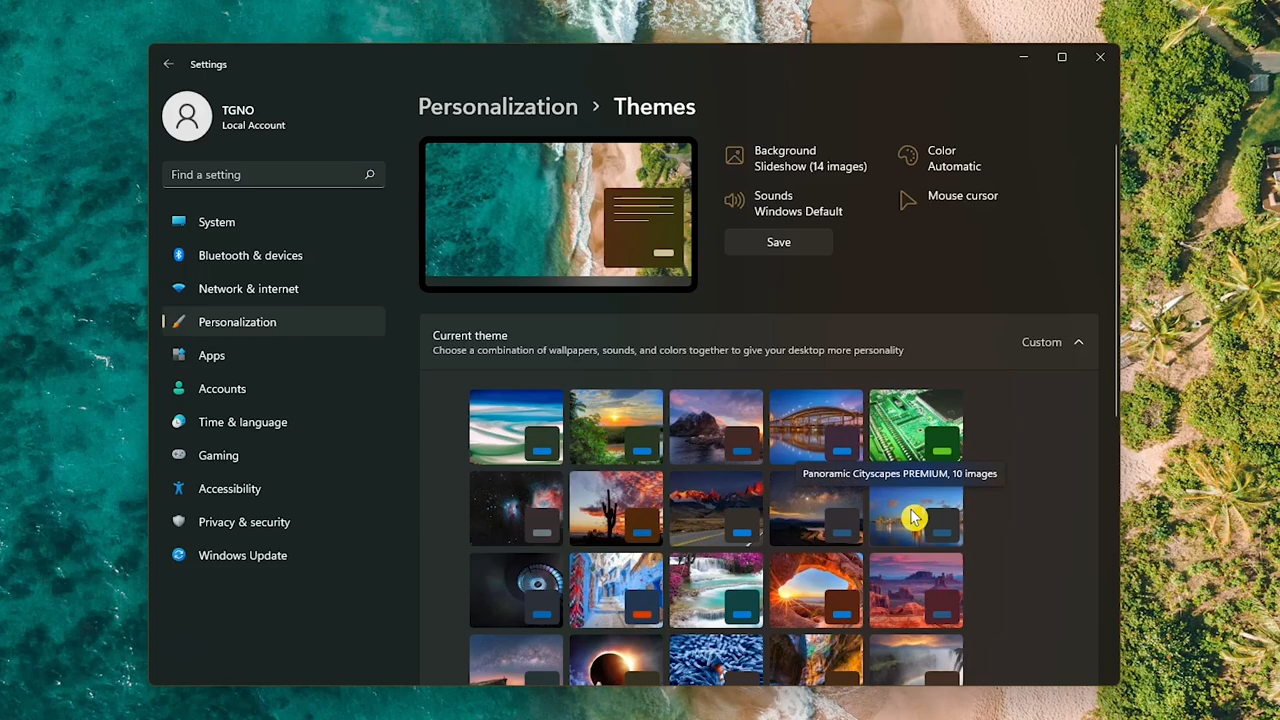 Settings
TGNO
Local Account
Find a setting
System
Bluetooth & devices
Network & internet
Personalization
Apps
Accounts
Time & language
Gaming
Accessibility
Privacy & security
Windows Update
Personalization > Themes
Background
Slideshow (14 images)
Color
Automatic
Sounds
Windows Default
Mouse cursor
Save
Current theme
Choose a combination of wallpapers, sounds, and colors together to give your desktop more personality
Custom
Panoramic Cityscapes PREMIUM, 10 images